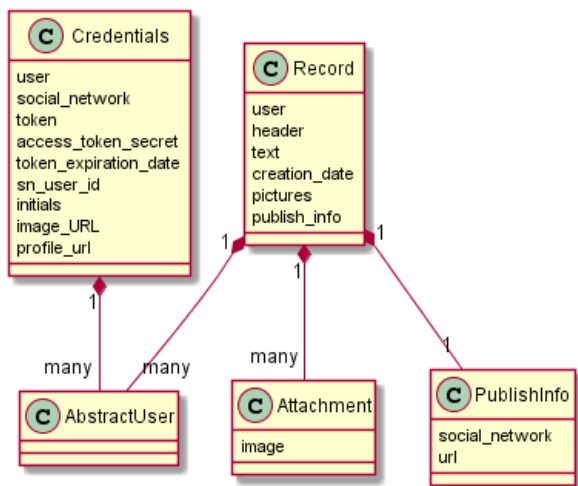 C Credentials
user
social_network
token
access_token_secret
token_expiration_date
sn_user_id
initials
image_URL
profile_url
C Record
user
header
text
creation_date
pictures
publish_info
1
1
1
1
many
many
many
1
C AbstractUser
C Attachment
image
C PublishInfo
social_network
url